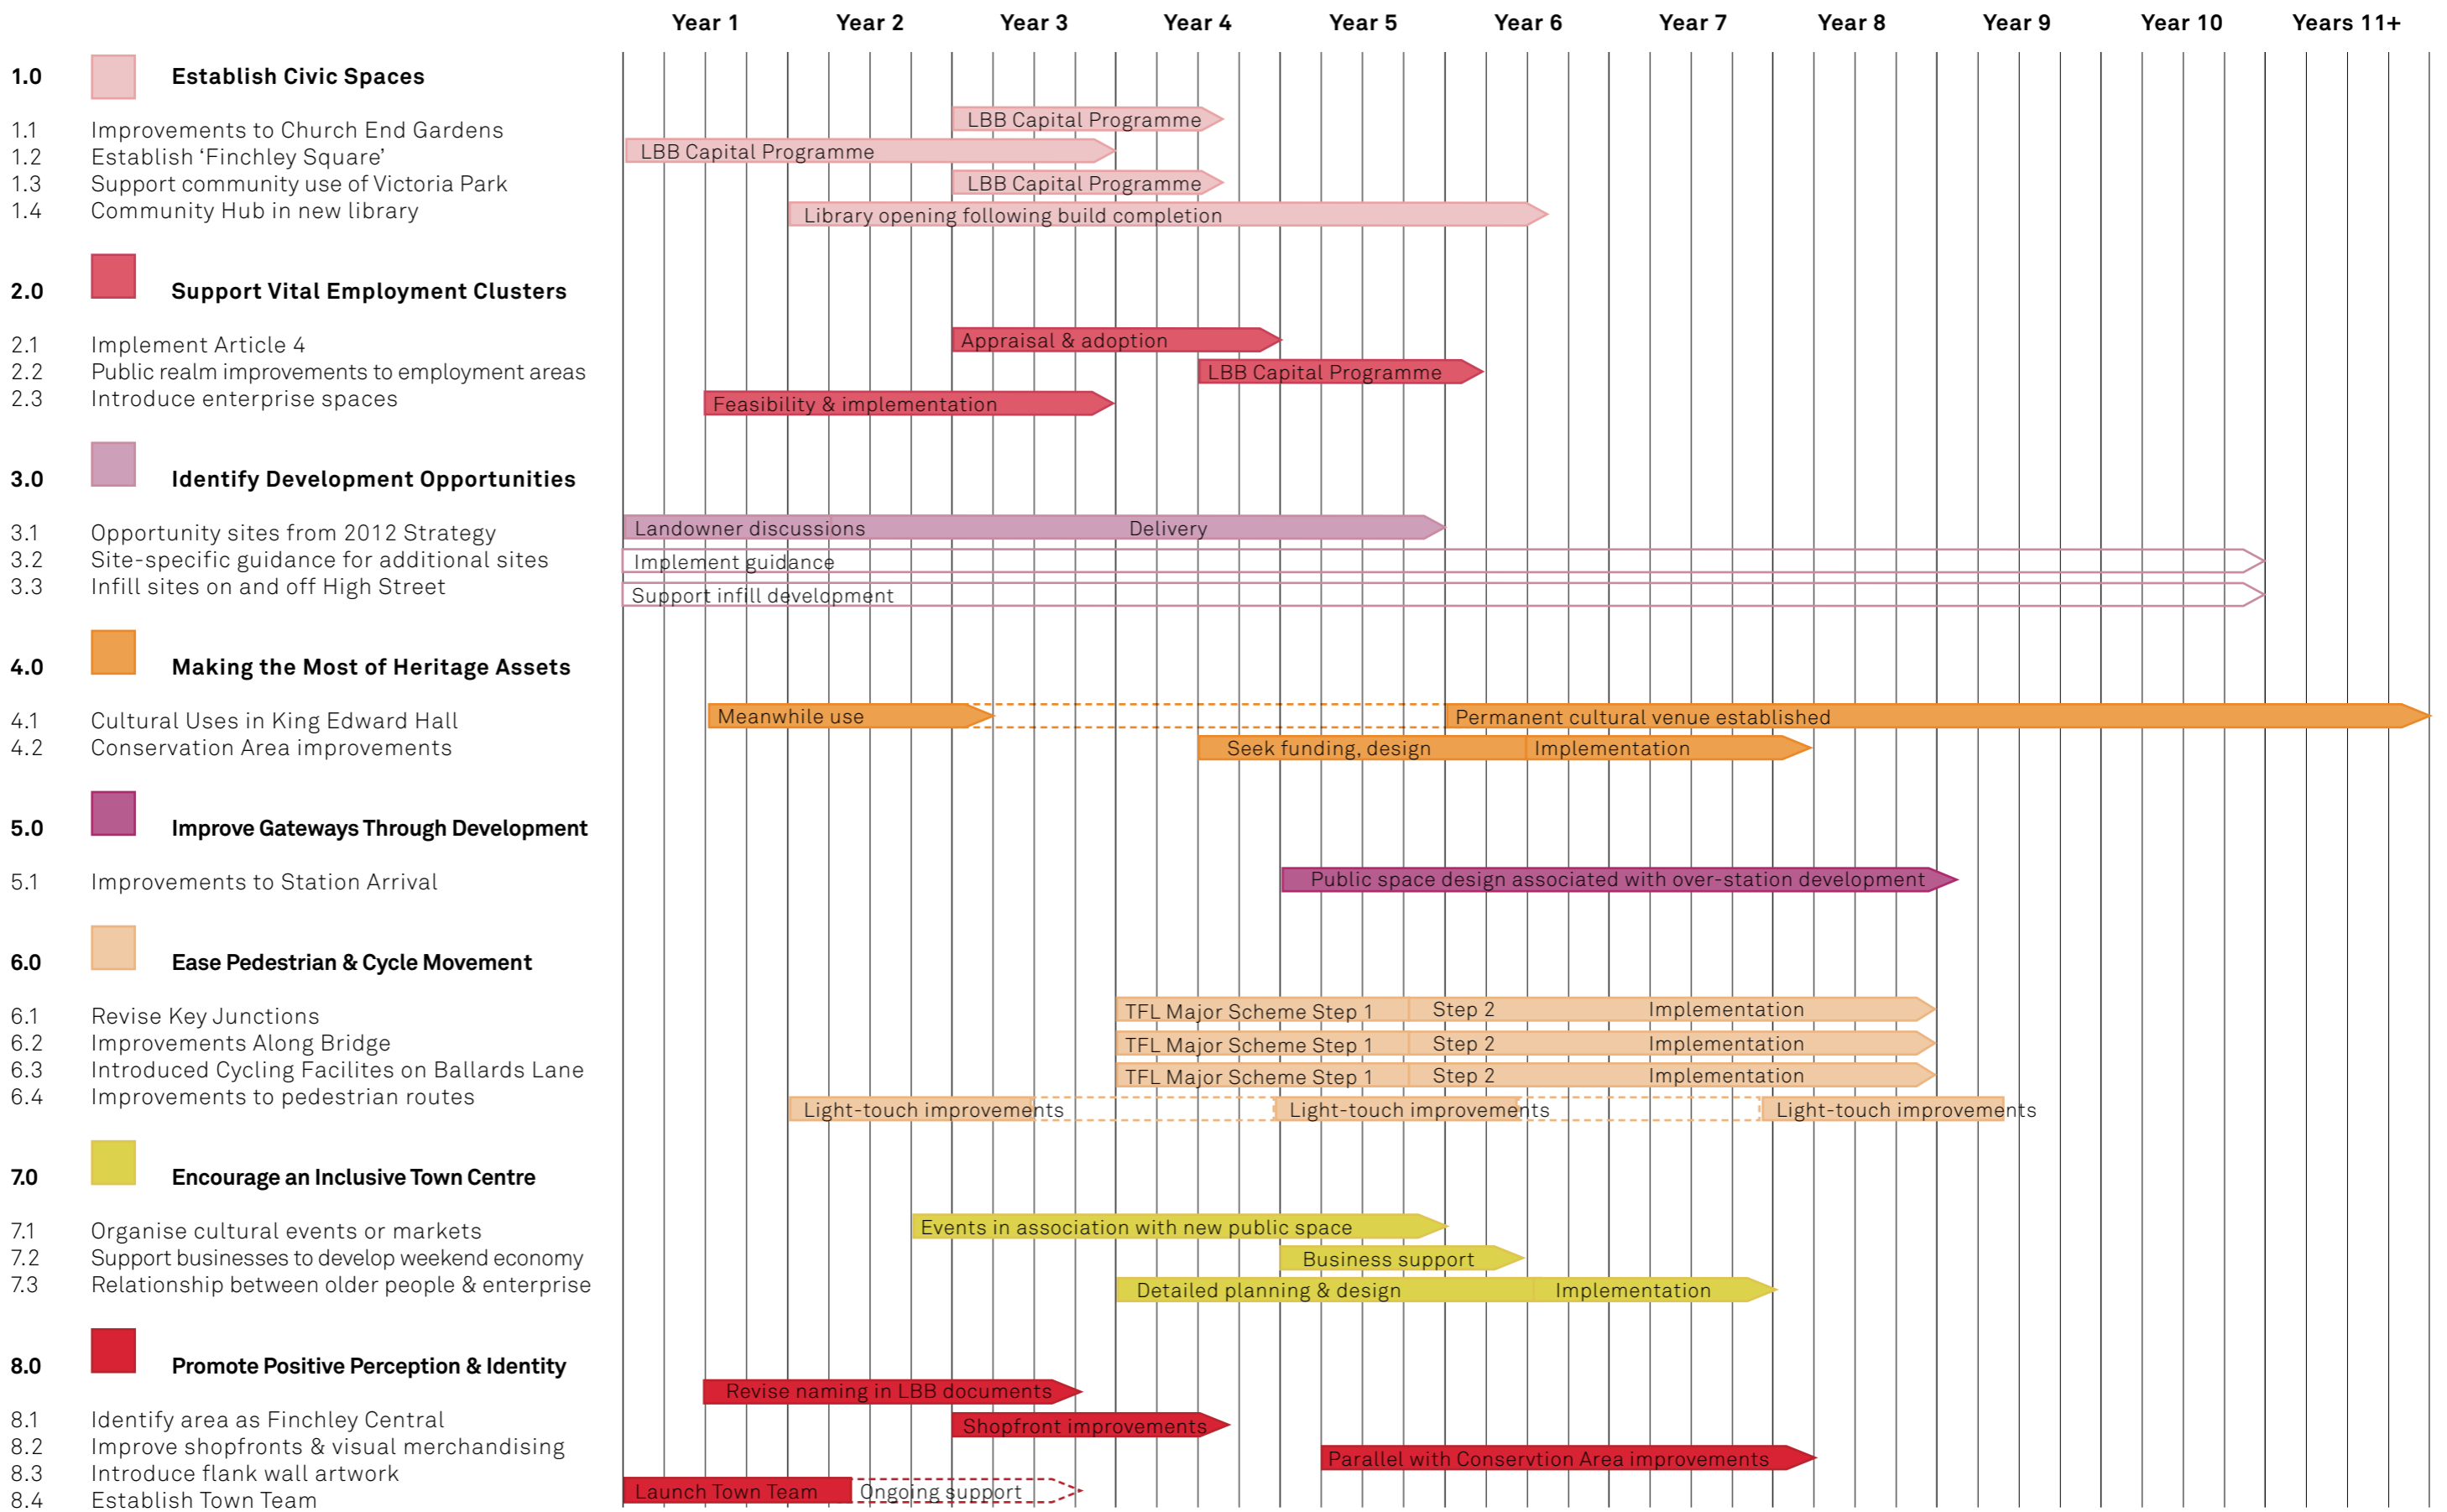 Year 1 Year 2 Year 3 Year 4 Year 5 Year 6 Year 7 Year 8 Year 9 Year 10 Years 11+
1.0 Establish Civic Spaces
1.1 Improvements to Church End Gardens LBB Capital Programme
1.2 Establish ‘Finchley Square’ LBB Capital Programme
1.3 Support community use of Victoria Park LBB Capital Programme
1.4 Community Hub in new library Library opening following build completion
2.0 Support Vital Employment Clusters
2.1 Implement Article 4 Appraisal & adoption
2.2 Public realm improvements to employment areas LBB Capital Programme
2.3 Introduce enterprise spaces Feasibility & implementation
3.0 Identify Development Opportunities
3.1 Opportunity sites from 2012 Strategy Landowner discussions Delivery
3.2 Site-specific guidance for additional sites Implement guidance
3.3 Infill sites on and off High Street Support infill development
4.0 Making the Most of Heritage Assets
4.1 Cultural Uses in King Edward Hall Meanwhile use Permanent cultural venue established
4.2 Conservation Area improvements Seek funding, design Implementation
5.0 Improve Gateways Through Development
5.1 Improvements to Station Arrival Public space design associated with over-station development
6.0 Ease Pedestrian & Cycle Movement
6.1 Revise Key Junctions TFL Major Scheme Step 1 Step 2 Implementation
6.2 Improvements Along Bridge TFL Major Scheme Step 1 Step 2 Implementation
6.3 Introduced Cycling Facilites on Ballards Lane TFL Major Scheme Step 1 Step 2 Implementation
6.4 Improvements to pedestrian routes Light-touch improvements Light-touch improvements Light-touch improvements
7.0 Encourage an Inclusive Town Centre
7.1 Organise cultural events or markets Events in association with new public space
7.2 Support businesses to develop weekend economy Business support
7.3 Relationship between older people & enterprise Detailed planning & design Implementation
8.0 Promote Positive Perception & Identity
8.1 Identify area as Finchley Central Revise naming in LBB documents
8.2 Improve shopfronts & visual merchandising Shopfront improvements
8.3 Introduce flank wall artwork Parallel with Conservtion Area improvements
8.4 Establish Town Team Launch Town Team Ongoing support